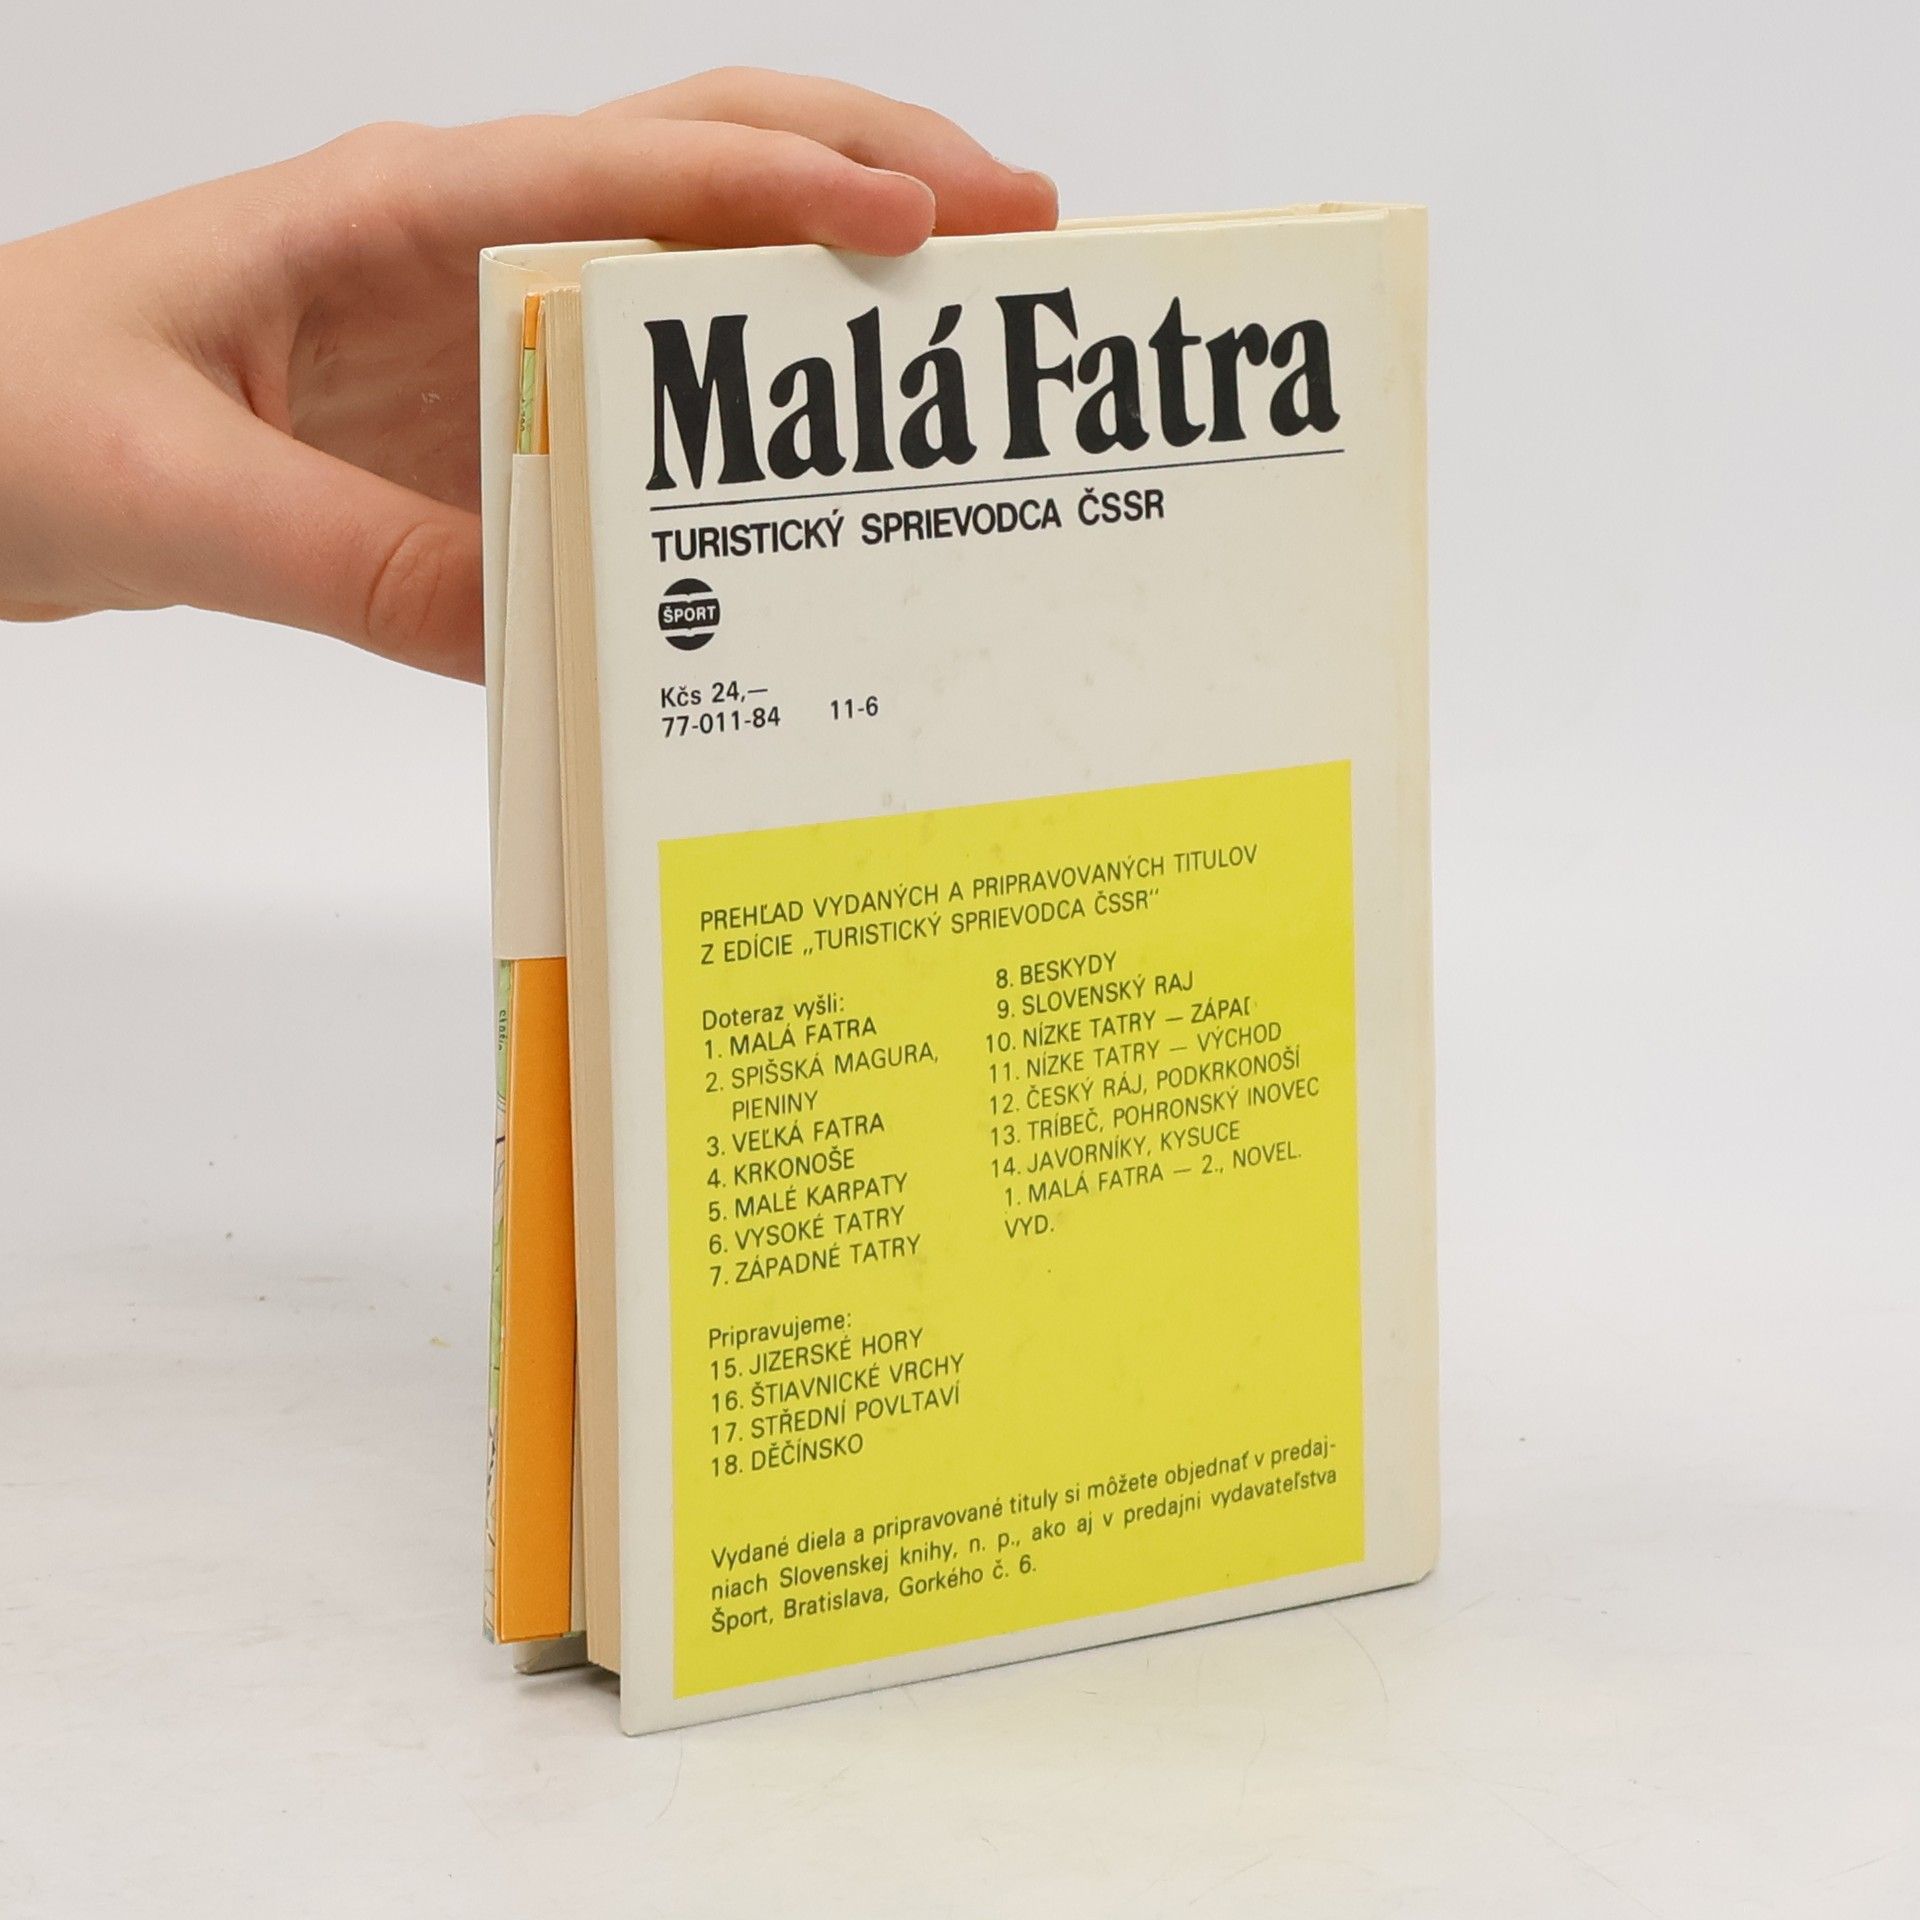 Malá Fatra
TURISTICKÝ SPRIEVODCA ČSSR
ŠPORT
Kčs 24,—
77-011-84 11-6
PREHĽAD VYDANÝCH A PRIPRAVOVANÝCH TITULOV
Z EDÍCIE „TURISTICKÝ SPRIEVODCA ČSSR“
Doteraz vyšli:
1. MALÁ FATRA
2. SPIŠSKÁ MAGURA,
PIENINY
3. VEĽKÁ FATRA
4. KRKONOŠE
5. MALÉ KARPATY
6. VYSOKÉ TATRY
7. ZÁPADNÉ TATRY
8. BESKYDY
9. SLOVENSKÝ RAJ
10. NÍZKE TATRY — ZÁPAD
11. NÍZKE TATRY — VÝCHOD
12. ČESKÝ RÁJ, PODKRKONOŠÍ
13. TRÍBEČ, POHRONSKÝ INOVEC
14. JAVORNÍKY, KYSUCE
1. MALÁ FATRA — 2., NOVEL.
VYD.
Pripravujeme:
15. JIZERSKÉ HORY
16. ŠTIAVNICKÉ VRCHY
17. STŘEDNÍ POVLTAVÍ
18. DĚČÍNSKO
Vydané diela a pripravované tituly si môžete objednať v predaj-
niach Slovenskej knihy, n. p., ako aj v predajni vydavateľstva
Šport, Bratislava, Gorkého č. 6.